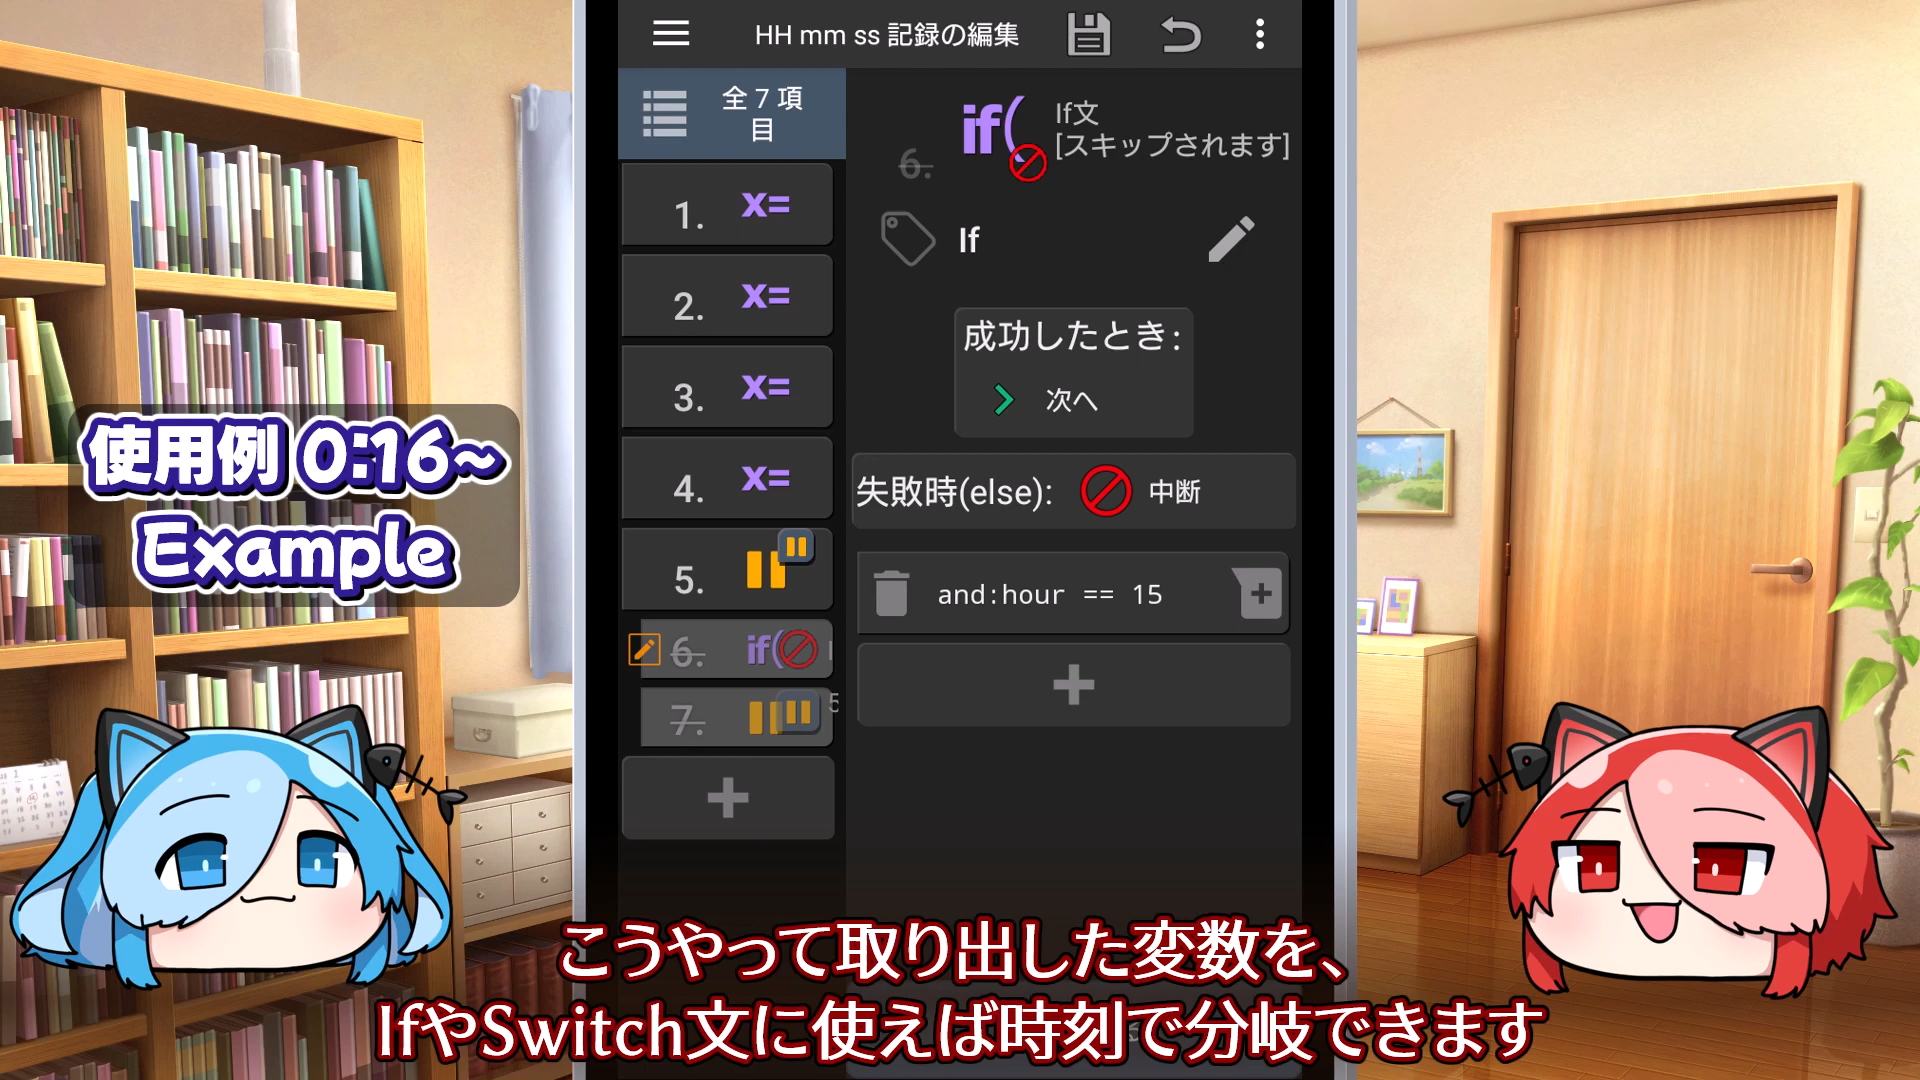 HH mm ss 記録の編集
全 7 項
目
1. x=
2. x=
3. x=
4. x=
5.
6. if(
7.
5
if(
If文
[スキップされます]
6.
If
成功したとき:
次へ
失敗時(else): 中断
and:hour == 15
使用例 0:16~
Example
こうやって取り出した変数を、
IfやSwitch文に使えば時刻で分岐できます